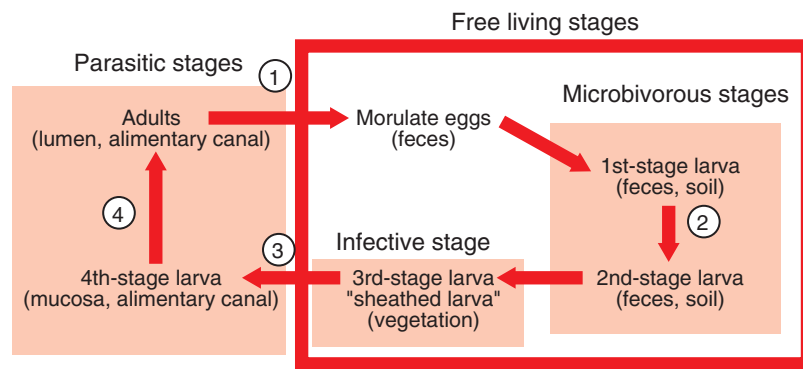 Free living stages
Parasitic stages
1
Microbivorous stages
Adults
(lumen, alimentary canal)
Morulate eggs
(feces)
1st-stage larva
(feces, soil)
4
2
3
Infective stage
4th-stage larva
(mucosa, alimentary canal)
3rd-stage larva
"sheathed larva"
(vegetation)
2nd-stage larva
(feces, soil)